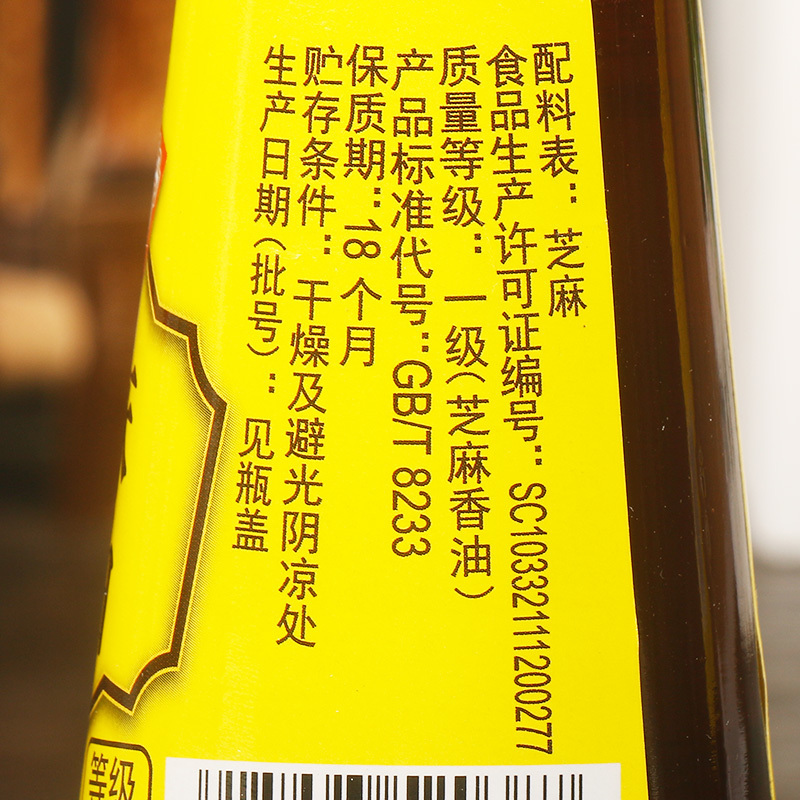 配料表：芝麻
食品生产许可证编号：SC10332111200277
质量等级：一级（芝麻香油）
产品标准代号：GB/T 8233
保质期：18个月
贮存条件：干燥及避光阴凉处
生产日期（批号）：见瓶盖
等级